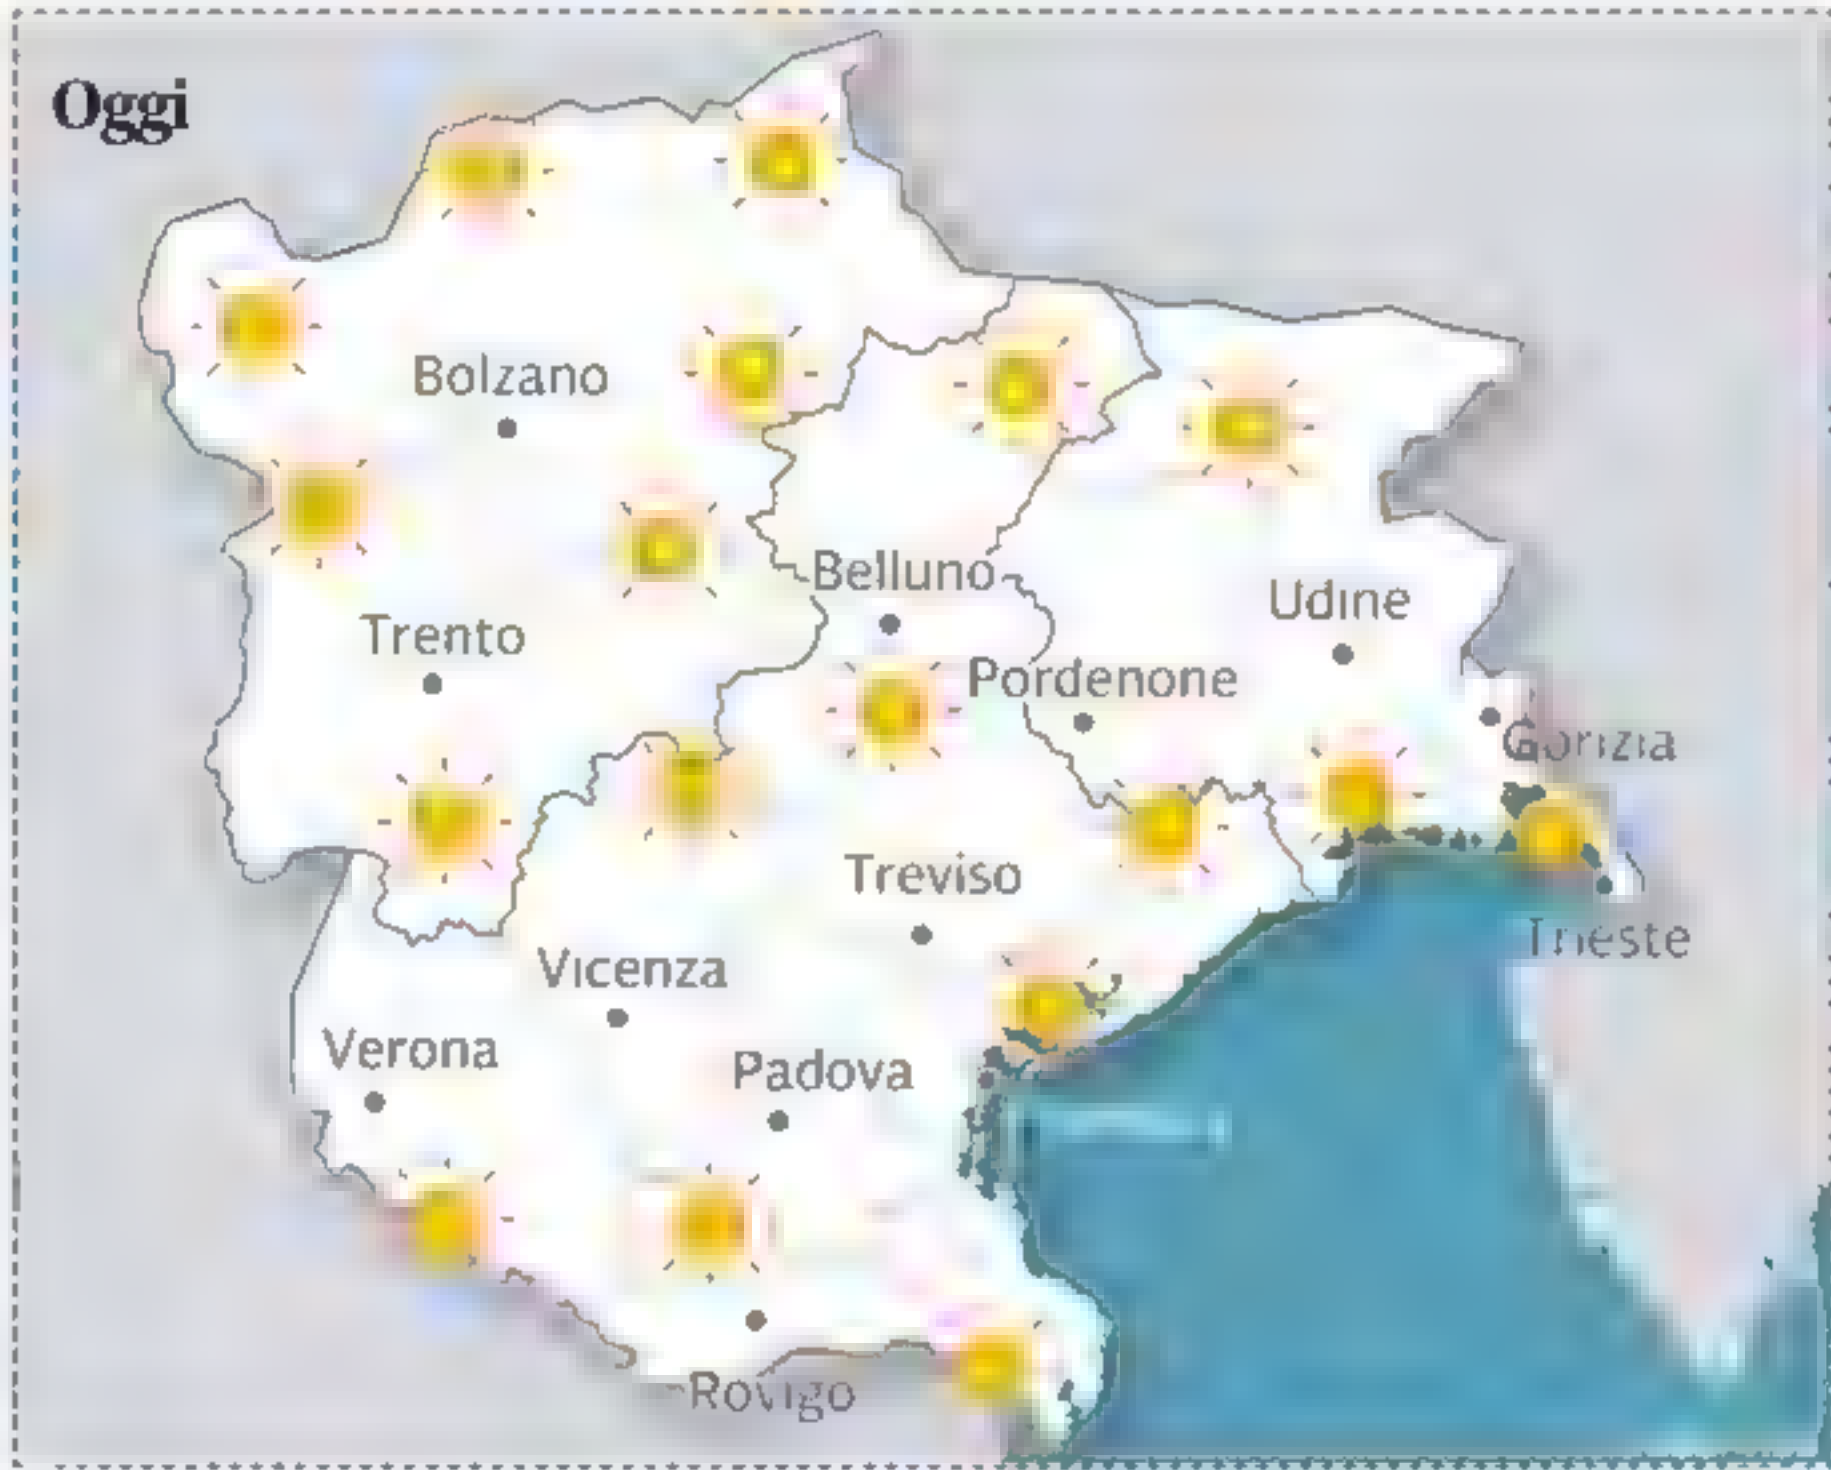 Oggi
Bolzano
Belluno
Udine
Trento
Pordenone
Gorizia
Treviso
Trieste
Vicenza
Verona
Padova
Rovigo